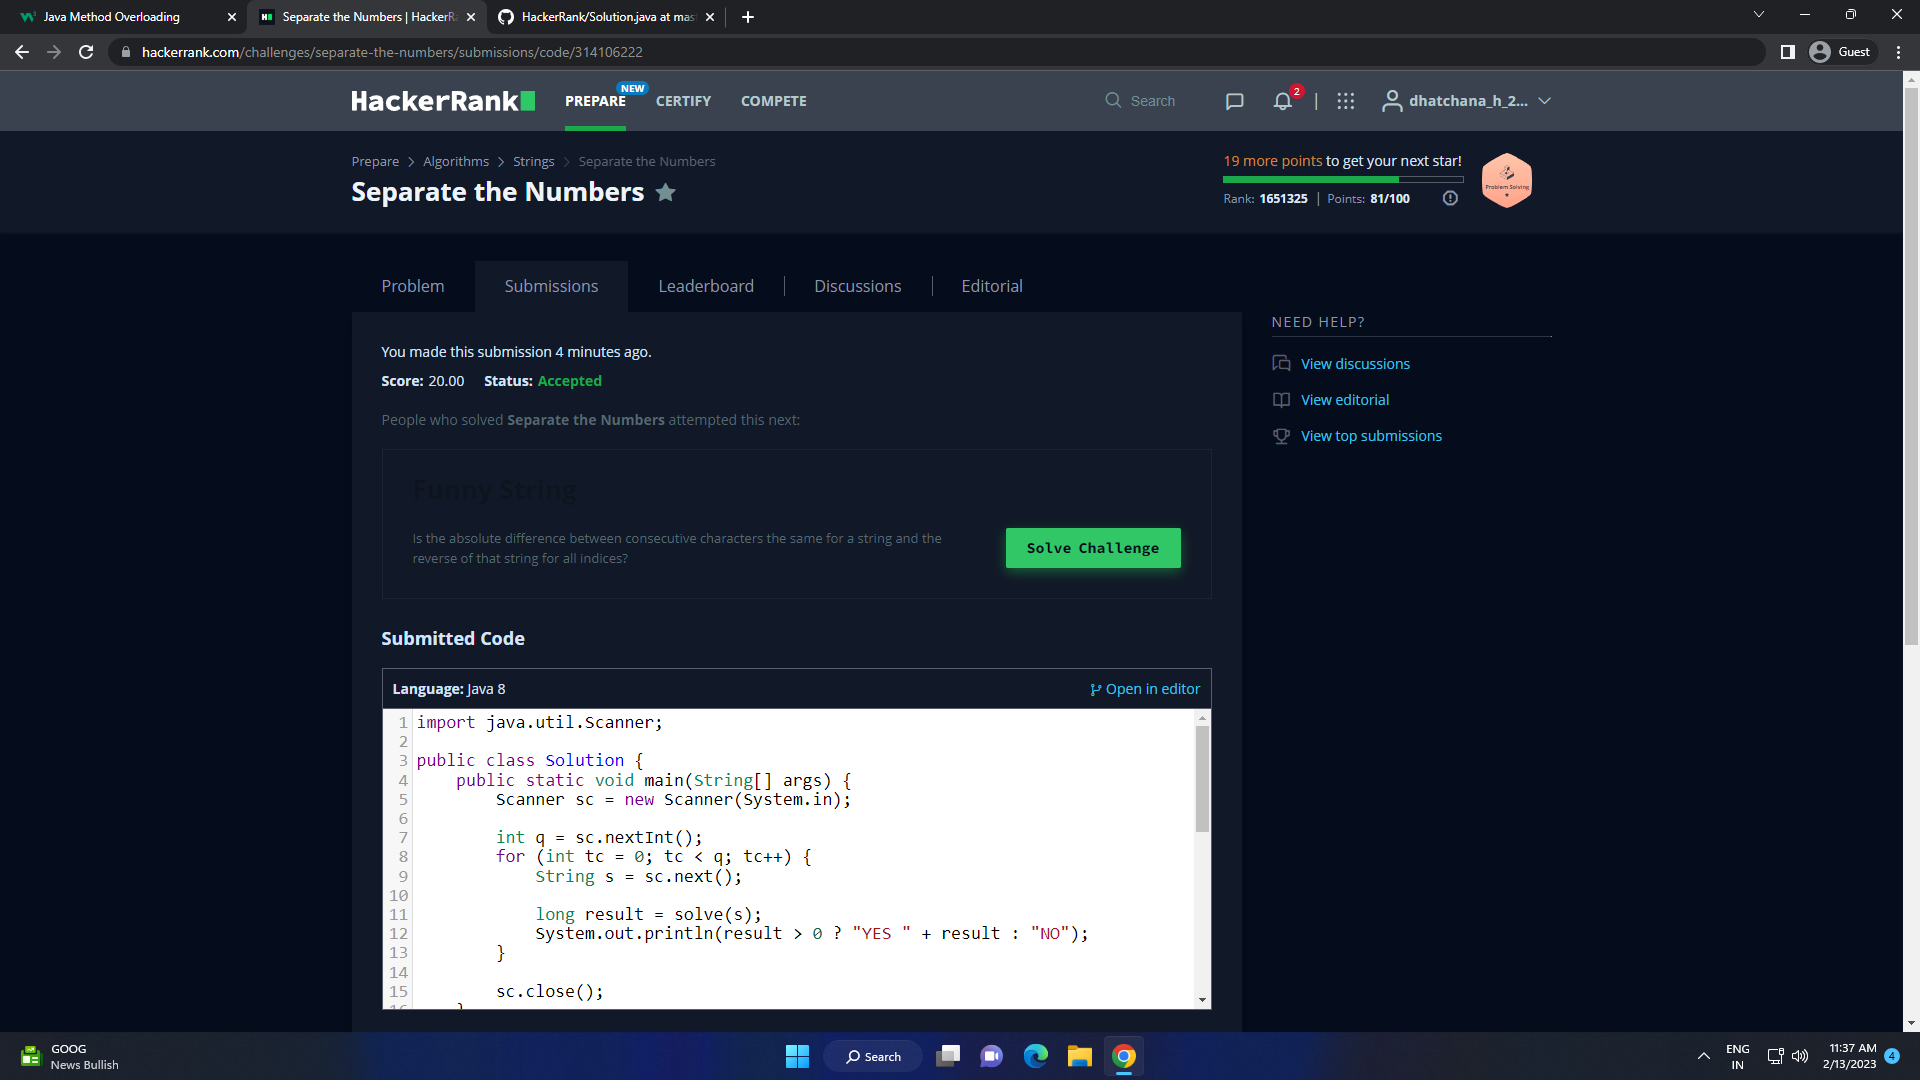 Java Method Overloading
Separate the Numbers | HackerRa
HackerRank/Solution.java at mas
hackerrank.com/challenges/separate-the-numbers/submissions/code/314106222
Guest
HackerRank
PREPARE
NEW
CERTIFY
COMPETE
Search
2
dhatchana_h_2...
Prepare > Algorithms > Strings > Separate the Numbers
Separate the Numbers
19 more points to get your next star!
Rank: 1651325 | Points: 81/100
Problem Solving
Problem
Submissions
Leaderboard
Discussions
Editorial
You made this submission 4 minutes ago.
Score: 20.00 Status: Accepted
People who solved Separate the Numbers attempted this next:
Funny String
Is the absolute difference between consecutive characters the same for a string and the
reverse of that string for all indices?
Solve Challenge
NEED HELP?
View discussions
View editorial
View top submissions
Submitted Code
Language: Java 8
Open in editor
1 import java.util.Scanner;
2
3 public class Solution {
4 public static void main(String[] args) {
5 Scanner sc = new Scanner(System.in);
6
7 int q = sc.nextInt();
8 for (int tc = 0; tc < q; tc++) {
9 String s = sc.next();
10
11 long result = solve(s);
12 System.out.println(result > 0 ? "YES " + result : "NO");
13 }
14
15 sc.close();
16 }
GOOG
News Bullish
Search
ENG
IN
11:37 AM
2/13/2023
4